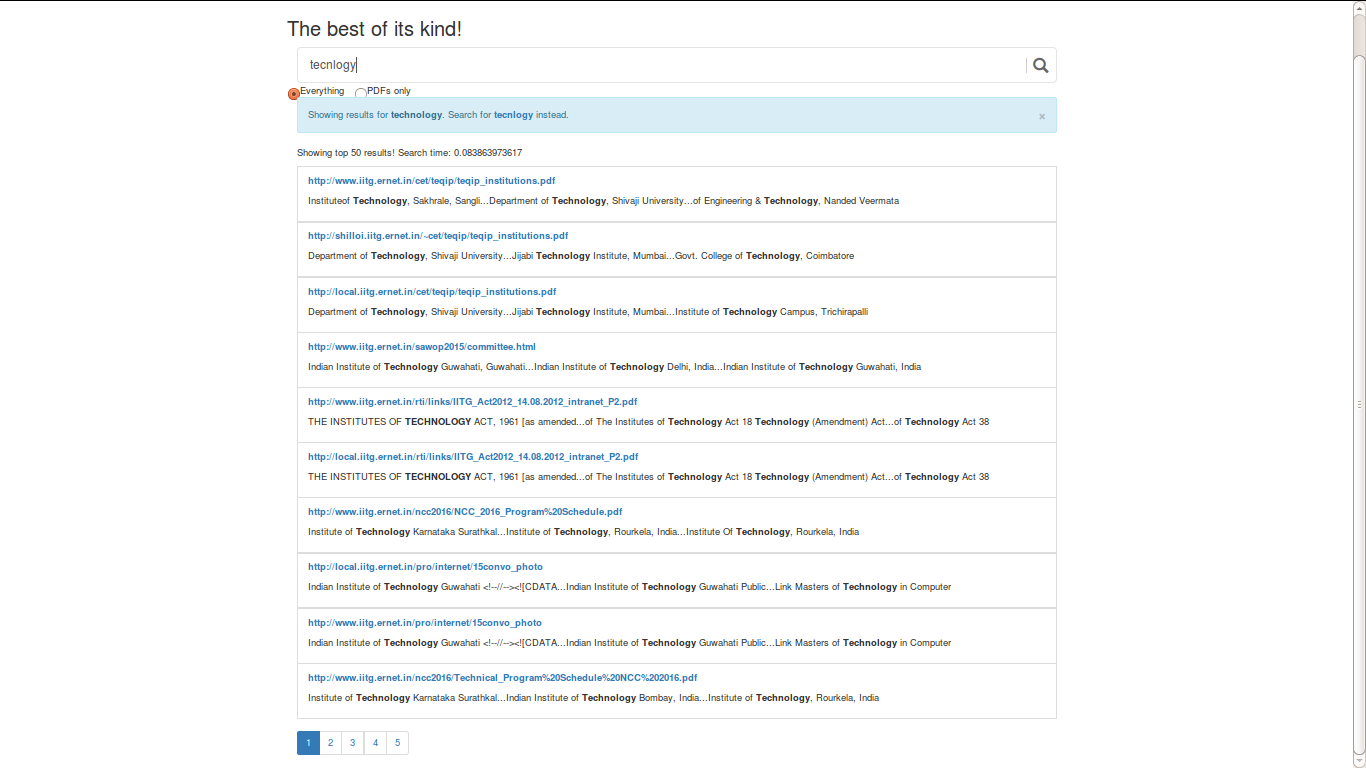 The best of its kind!
tecnlogy
Everything PDFs only
Showing results for technology. Search for tecnlogy instead. ×
Showing top 50 results! Search time: 0.083863973617
http://www.iitg.ernet.in/cet/teqip/teqip_institutions.pdf
Instituteof Technology, Sakhrale, Sangli...Department of Technology, Shivaji University...of Engineering & Technology, Nanded Veermata
http://shilloi.iitg.ernet.in/~cet/teqip/teqip_institutions.pdf
Department of Technology, Shivaji University...Jijabi Technology Institute, Mumbai...Govt. College of Technology, Coimbatore
http://local.iitg.ernet.in/cet/teqip/teqip_institutions.pdf
Department of Technology, Shivaji University...Jijabi Technology Institute, Mumbai...Institute of Technology Campus, Trichirapalli
http://www.iitg.ernet.in/sawop2015/committee.html
Indian Institute of Technology Guwahati, Guwahati...Indian Institute of Technology Delhi, India...Indian Institute of Technology Guwahati, India
http://www.iitg.ernet.in/rti/links/IITG_Act2012_14.08.2012_intranet_P2.pdf
THE INSTITUTES OF TECHNOLOGY ACT, 1961 [as amended...of The Institutes of Technology Act 18 Technology (Amendment) Act...of Technology Act 38
http://local.iitg.ernet.in/rti/links/IITG_Act2012_14.08.2012_intranet_P2.pdf
THE INSTITUTES OF TECHNOLOGY ACT, 1961 [as amended...of The Institutes of Technology Act 18 Technology (Amendment) Act...of Technology Act 38
http://www.iitg.ernet.in/ncc2016/NCC_2016_Program%20Schedule.pdf
Institute of Technology Karnataka Surathkal...Institute of Technology, Rourkela, India...Institute Of Technology, Rourkela, India
http://local.iitg.ernet.in/pro/internet/15convo_photo
Indian Institute of Technology Guwahati <!--//--><![CDATA...Indian Institute of Technology Guwahati Public...Link Masters of Technology in Computer
http://www.iitg.ernet.in/pro/internet/15convo_photo
Indian Institute of Technology Guwahati <!--//--><![CDATA...Indian Institute of Technology Guwahati Public...Link Masters of Technology in Computer
http://www.iitg.ernet.in/ncc2016/Technical_Program%20Schedule%20NCC%202016.pdf
Institute of Technology Karnataka Surathkal...Indian Institute of Technology Bombay, India...Institute of Technology, Rourkela, India
1 2 3 4 5